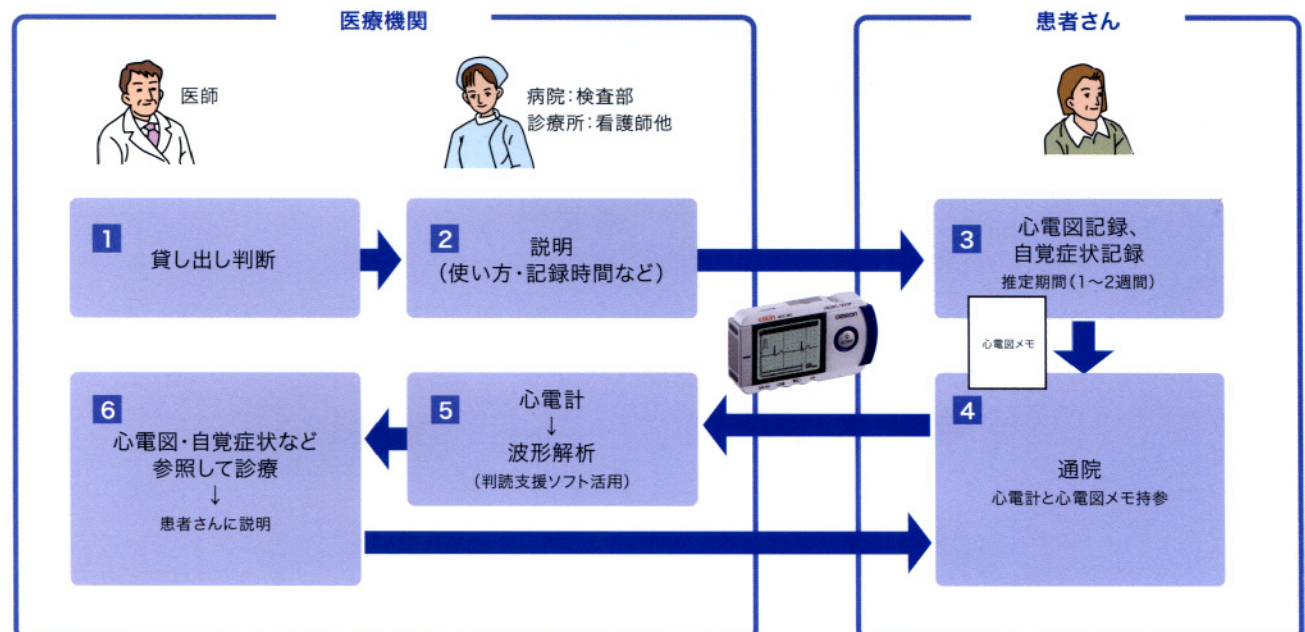 医療機関
患者さん
医師
病院：検査部
診療所：看護師他
1
貸し出し判断
2
説明
（使い方・記録時間など）
3
心電図記録、
自覚症状記録
推定期間（1〜2週間）
心電図メモ
4
通院
心電計と心電図メモ持参
5
心電計
↓
波形解析
（判読支援ソフト活用）
6
心電図・自覚症状など
参照して診療
↓
患者さんに説明
OMRON